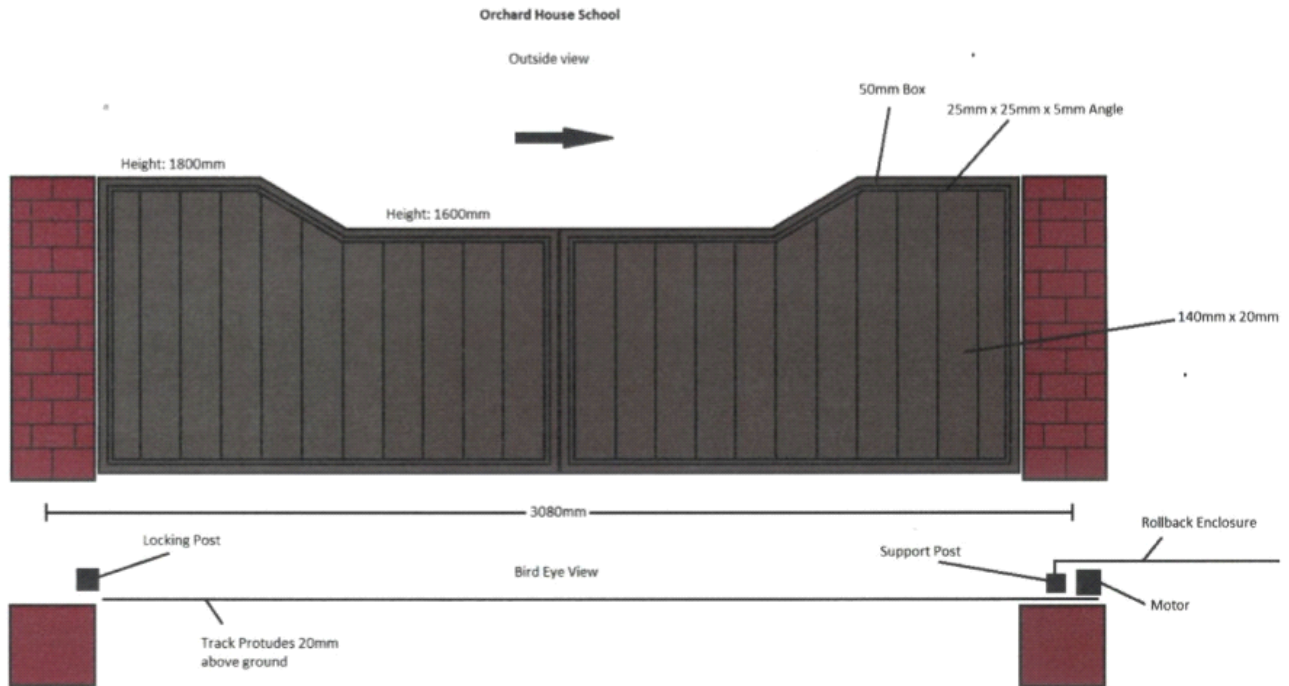 Orchard House School
Outside view
50mm Box
25mm x 25mm x 5mm Angle
Height: 1800mm
Height: 1600mm
140mm x 20mm
3080mm
Rollback Enclosure
Locking Post
Support Post
Bird Eye View
Motor
Track Protudes 20mm
above ground